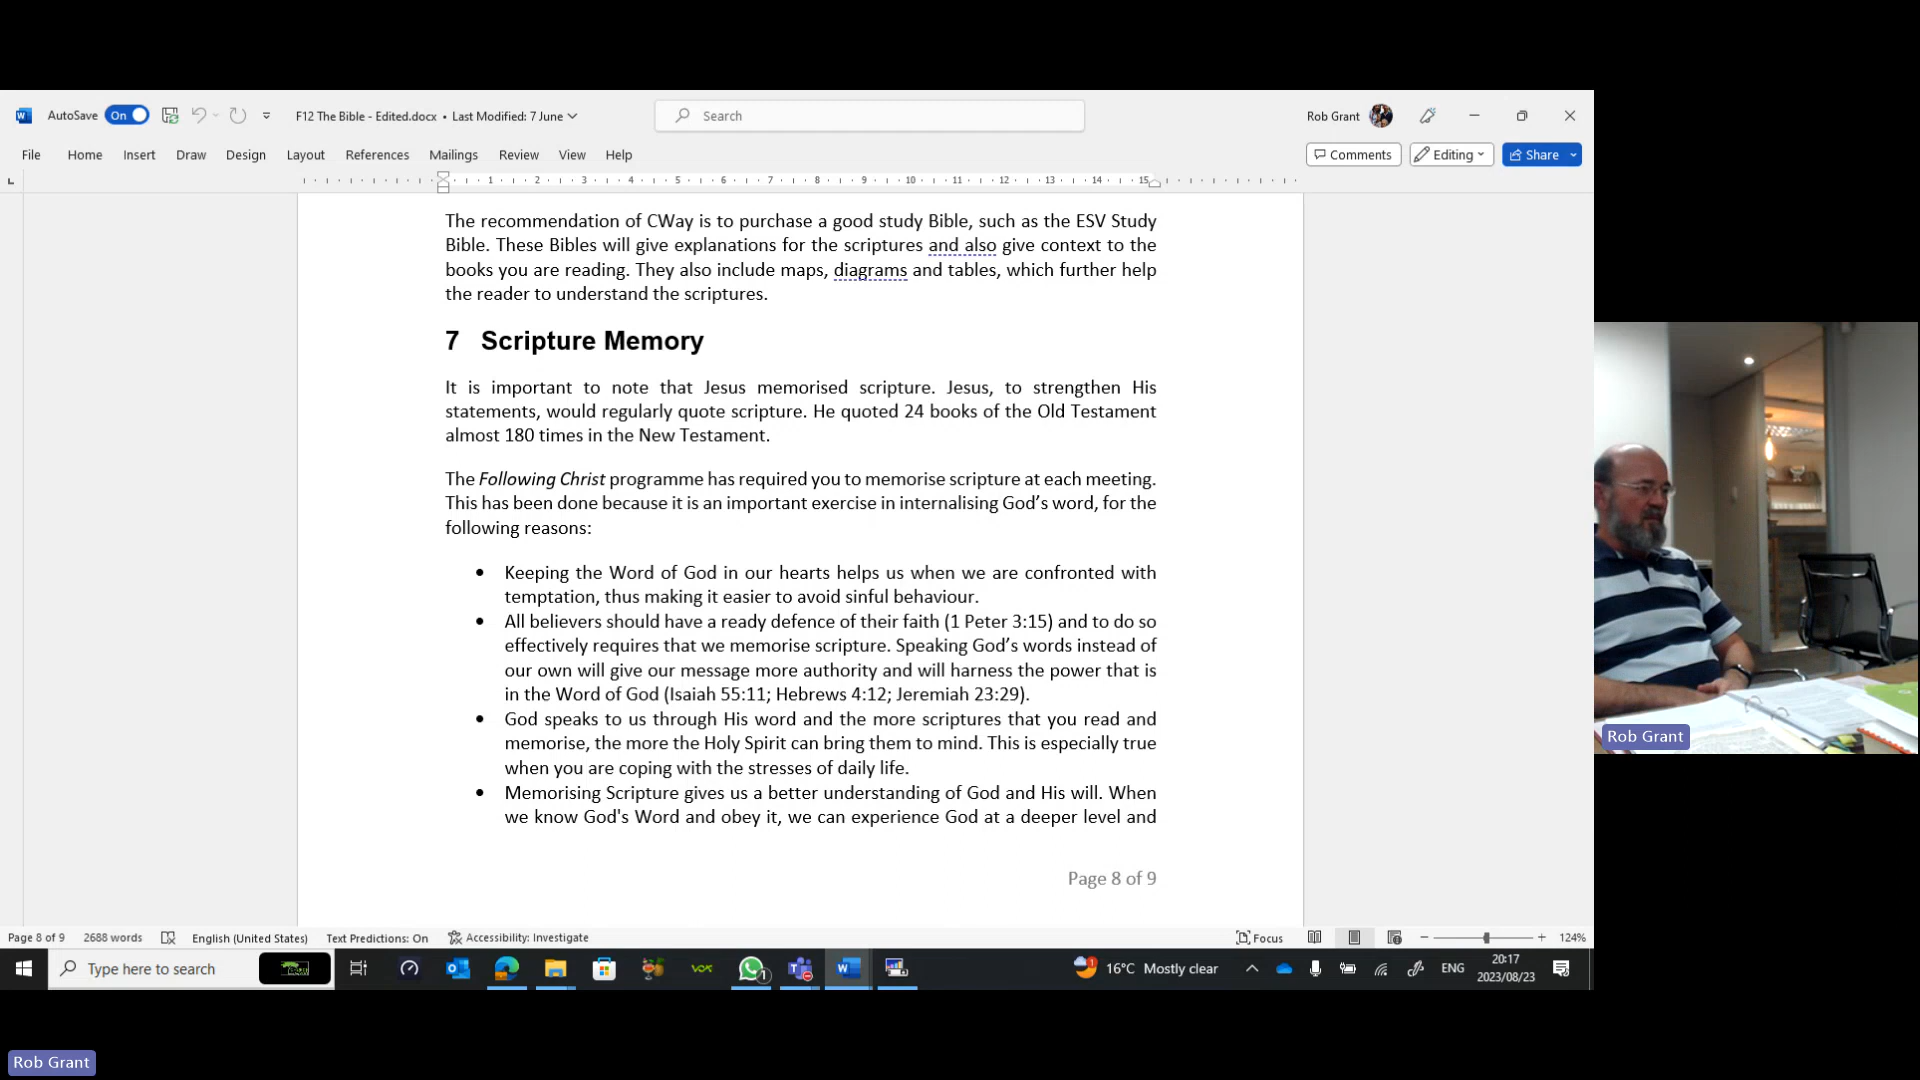 AutoSave On F12 The Bible - Edited.docx • Last Modified: 7 June Search Rob Grant
File Home Insert Draw Design Layout References Mailings Review View Help Comments Editing Share
1 2 3 4 5 6 7 8 9 10 11 12 13 14 15
The recommendation of CWay is to purchase a good study Bible, such as the ESV Study
Bible. These Bibles will give explanations for the scriptures and also give context to the
books you are reading. They also include maps, diagrams and tables, which further help
the reader to understand the scriptures.
7 Scripture Memory
It is important to note that Jesus memorised scripture. Jesus, to strengthen His
statements, would regularly quote scripture. He quoted 24 books of the Old Testament
almost 180 times in the New Testament.
The Following Christ programme has required you to memorise scripture at each meeting.
This has been done because it is an important exercise in internalising God’s word, for the
following reasons:
• Keeping the Word of God in our hearts helps us when we are confronted with
temptation, thus making it easier to avoid sinful behaviour.
• All believers should have a ready defence of their faith (1 Peter 3:15) and to do so
effectively requires that we memorise scripture. Speaking God’s words instead of
our own will give our message more authority and will harness the power that is
in the Word of God (Isaiah 55:11; Hebrews 4:12; Jeremiah 23:29).
• God speaks to us through His word and the more scriptures that you read and
memorise, the more the Holy Spirit can bring them to mind. This is especially true
when you are coping with the stresses of daily life.
• Memorising Scripture gives us a better understanding of God and His will. When
we know God's Word and obey it, we can experience God at a deeper level and
Page 8 of 9
Rob Grant
Page 8 of 9 2688 words English (United States) Text Predictions: On Accessibility: Investigate Focus 124%
Type here to search VOX 1 16°C Mostly clear ENG 20:17
2023/08/23
Rob Grant